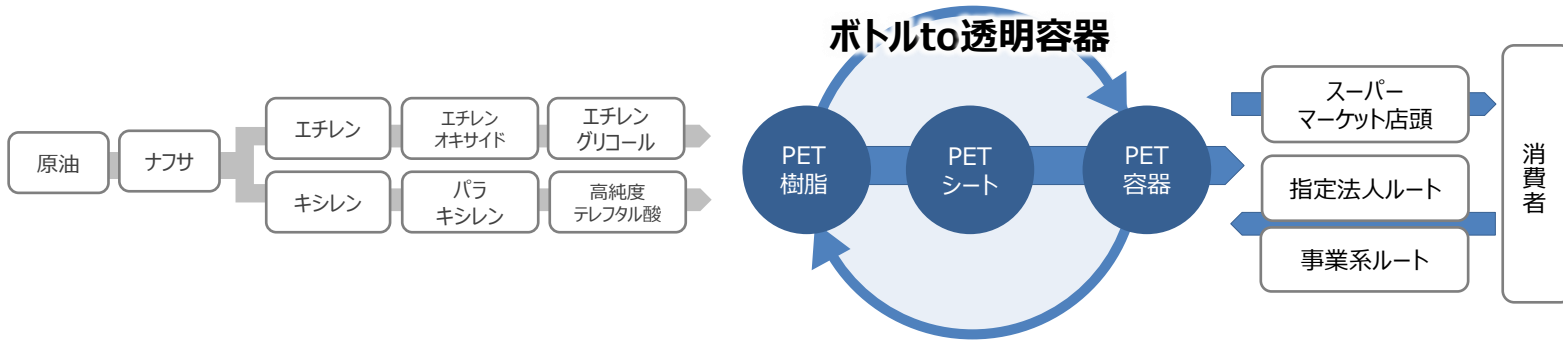 ボトルto透明容器
原油
ナフサ
エチレン
エチレン
オキサイド
エチレン
グリコール
キシレン
パラ
キシレン
高純度
テレフタル酸
PET
樹脂
PET
シート
PET
容器
スーパー
マーケット店頭
指定法人ルート
事業系ルート
消費者